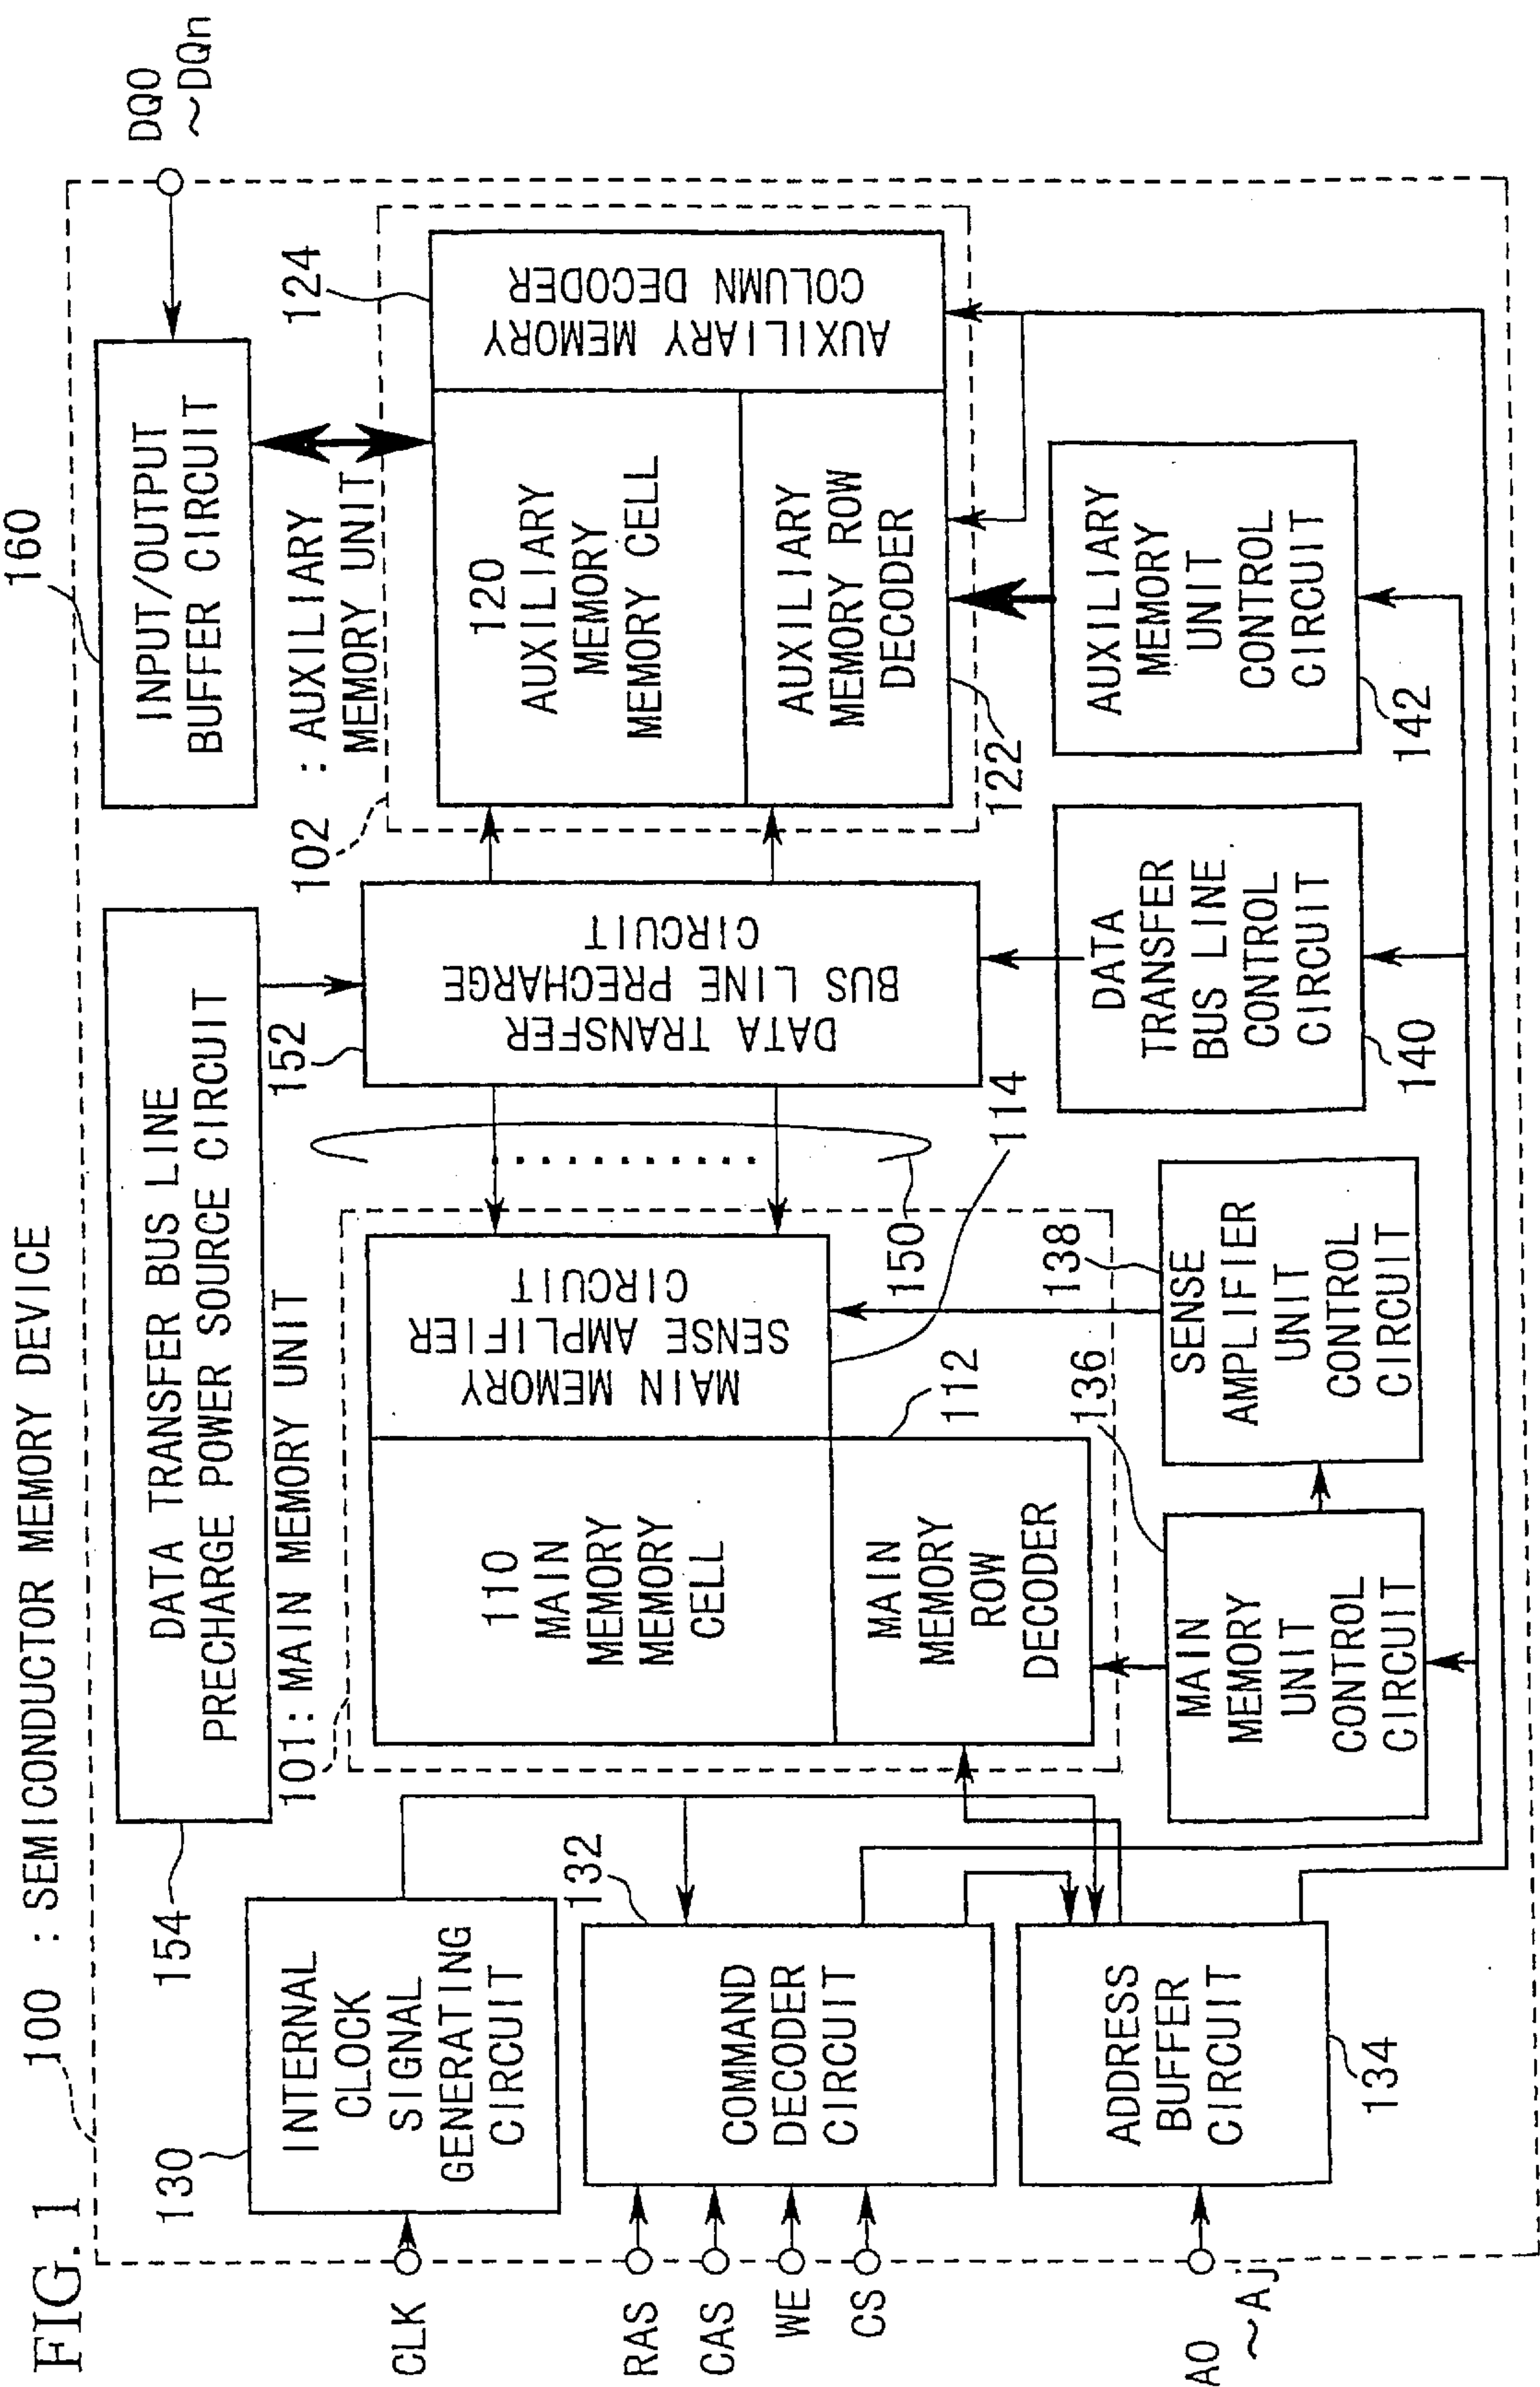 FIG. 1
100 : SEMICONDUCTOR MEMORY DEVICE
154
DATA TRANSFER BUS LINE
PRECHARGE POWER SOURCE CIRCUIT
160
INPUT/OUTPUT
BUFFER CIRCUIT
DQ0
~DQn
130
INTERNAL
CLOCK
SIGNAL
GENERATING
CIRCUIT
CLK
101: MAIN MEMORY UNIT
110
MAIN
MEMORY
MEMORY
CELL
MAIN MEMORY
SENSE AMPLIFIER
CIRCUIT
MAIN
MEMORY
ROW
DECODER
112
114
150
152
DATA TRANSFER
BUS LINE PRECHARGE
CIRCUIT
102
: AUXILIARY
MEMORY UNIT
120
AUXILIARY
MEMORY
MEMORY CELL
124
AUXILIARY MEMORY
COLUMN DECODER
AUXILIARY
MEMORY ROW
DECODER
122
RAS
CAS
WE
CS
132
COMMAND
DECODER
CIRCUIT
A0
~Aj
ADDRESS
BUFFER
CIRCUIT
134
136
MAIN
MEMORY
UNIT
CONTROL
CIRCUIT
138
SENSE
AMPLIFIER
UNIT
CONTROL
CIRCUIT
DATA
TRANSFER
BUS LINE
CONTROL
CIRCUIT
140
AUXILIARY
MEMORY
UNIT
CONTROL
CIRCUIT
142